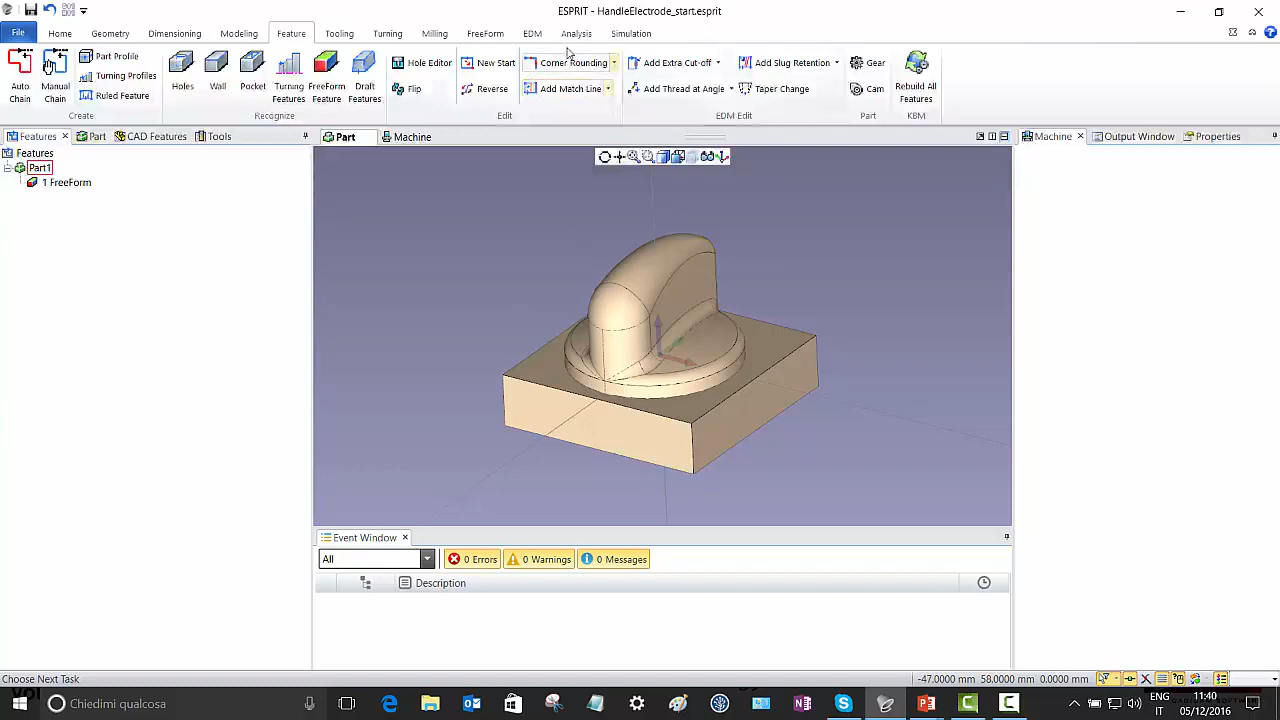 ESPRIT - HandleElectrode_start.esprit
File Home Geometry Dimensioning Modeling Feature Tooling Turning Milling FreeForm EDM Analysis Simulation
Auto Chain
Manual Chain
Part Profile
Turning Profiles
Ruled Feature
Create
Holes
Wall
Pocket
Turning Features
FreeForm Feature
Draft Features
Recognize
Hole Editor
Flip
New Start
Reverse
Corner Rounding
Add Match Line
Edit
Add Extra Cut-off
Add Thread at Angle
Add Slug Retention
Taper Change
EDM Edit
Gear
Cam
Part
Rebuild All Features
KBM
Features Part CAD Features Tools
Part Machine
Machine Output Window Properties
Features
Part1
1 FreeForm
Event Window
All
0 Errors 0 Warnings 0 Messages
Description
Choose Next Task
-47.0000 mm 58.0000 mm 0.0000 mm
Chiedimi qualcosa
ENG
IT
11:40
05/12/2016